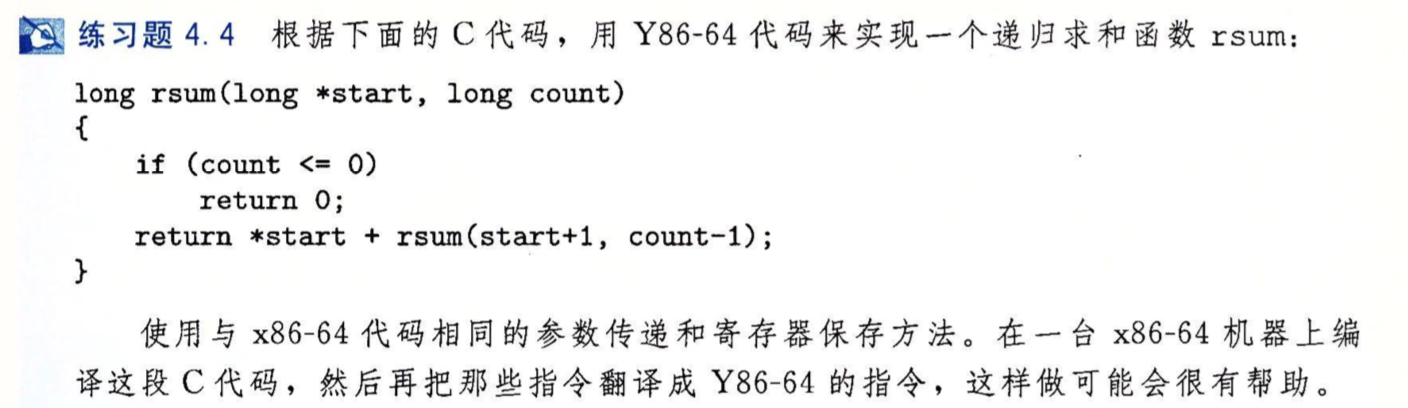 练习题 4.4 根据下面的 C 代码，用 Y86-64 代码来实现一个递归求和函数 rsum：
long rsum(long *start, long count)
{
    if (count <= 0)
        return 0;
    return *start + rsum(start+1, count-1);
}
使用与 x86-64 代码相同的参数传递和寄存器保存方法。在一台 x86-64 机器上编
译这段 C 代码，然后再把那些指令翻译成 Y86-64 的指令，这样做可能会很有帮助。